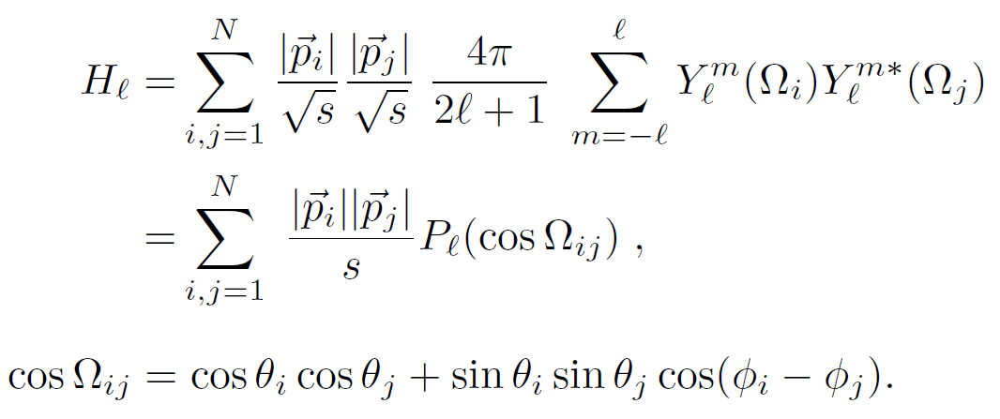 H_ℓ = \sum_{i,j=1}^{N} \frac{|\vec{p}_i|}{\sqrt{s}} \frac{|\vec{p}_j|}{\sqrt{s}} \frac{4\pi}{2\ell+1} \sum_{m=-\ell}^{\ell} Y_\ell^m(\Omega_i) Y_\ell^{m*}(\Omega_j)
= \sum_{i,j=1}^{N} \frac{|\vec{p}_i||\vec{p}_j|}{s} P_\ell(\cos \Omega_{ij}) ,
\cos \Omega_{ij} = \cos \theta_i \cos \theta_j + \sin \theta_i \sin \theta_j \cos(\phi_i - \phi_j).